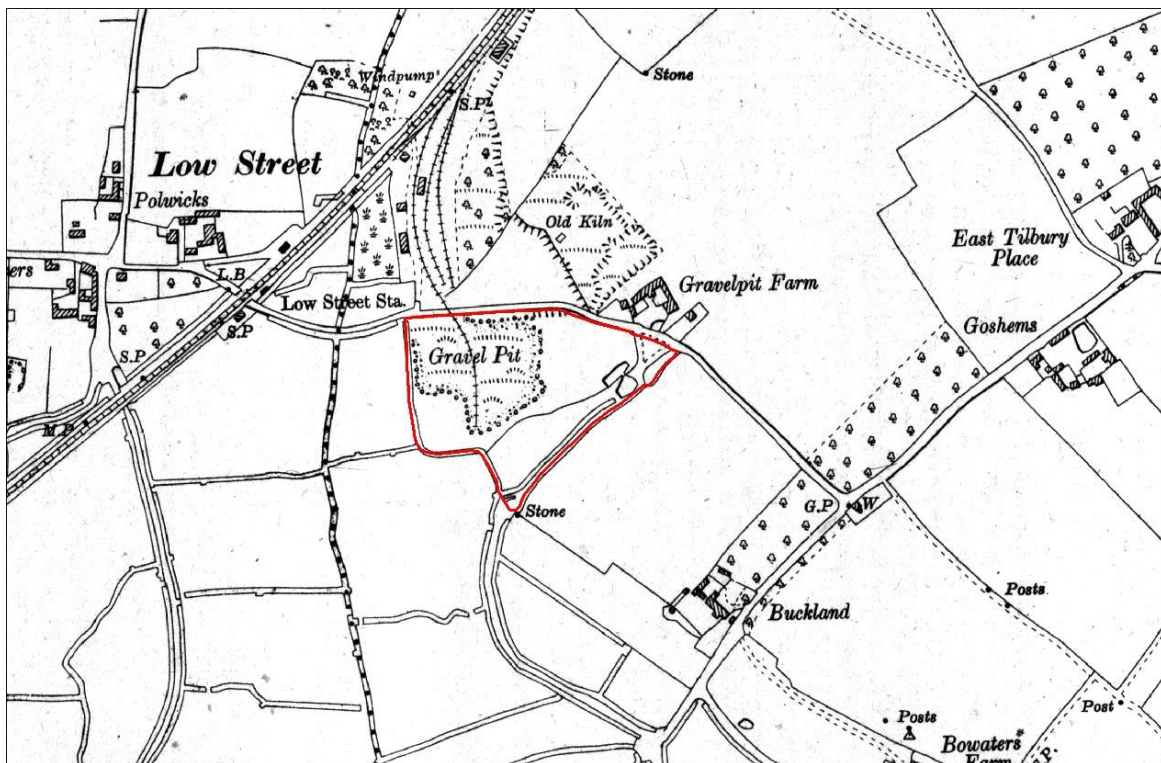 Stone
Windpump
S.P
Low Street
Polwicks
Old Kiln
East Tilbury
Place
ers
L.B
Low Street Sta.
Gravelpit Farm
S.P
Goshems
S.P
Gravel Pit
M.P
Stone
G.P
W
Posts
Buckland
Posts
Post
Bowaters
Farm